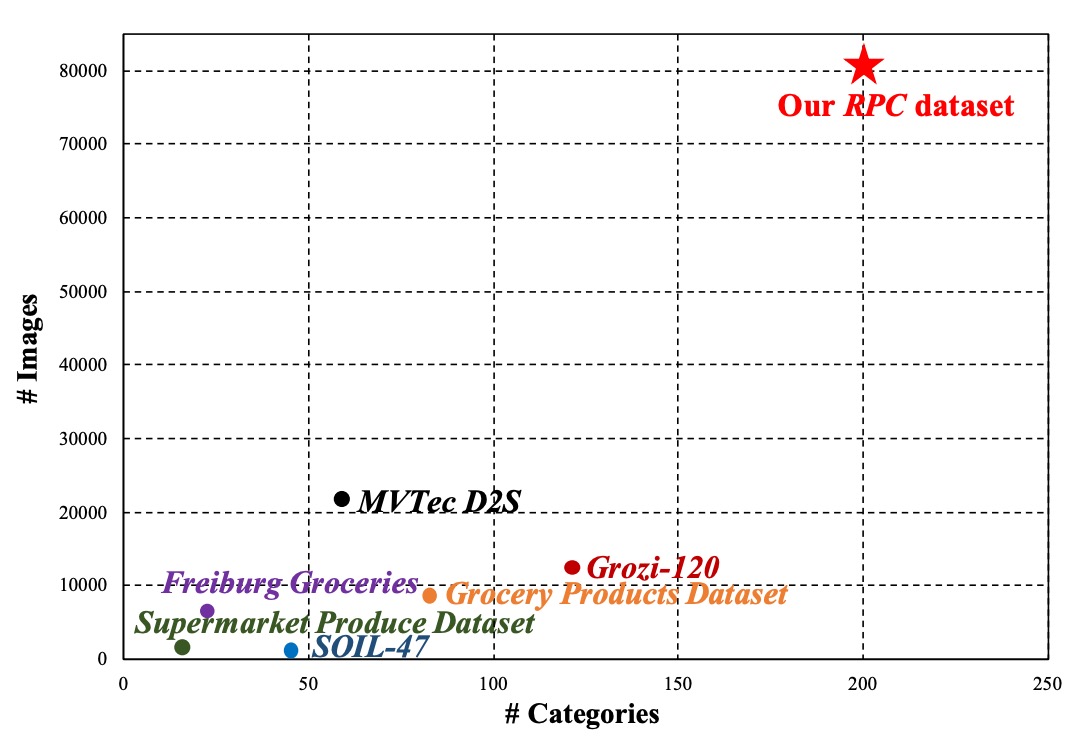 80000
Our RPC dataset
70000
60000
50000
# Images
40000
30000
MVTec D2S
20000
Grozi-120
Freiburg Groceries
10000
Grocery Products Dataset
Supermarket Produce Dataset
SOIL-47
0
0 50 100 150 200 250
# Categories